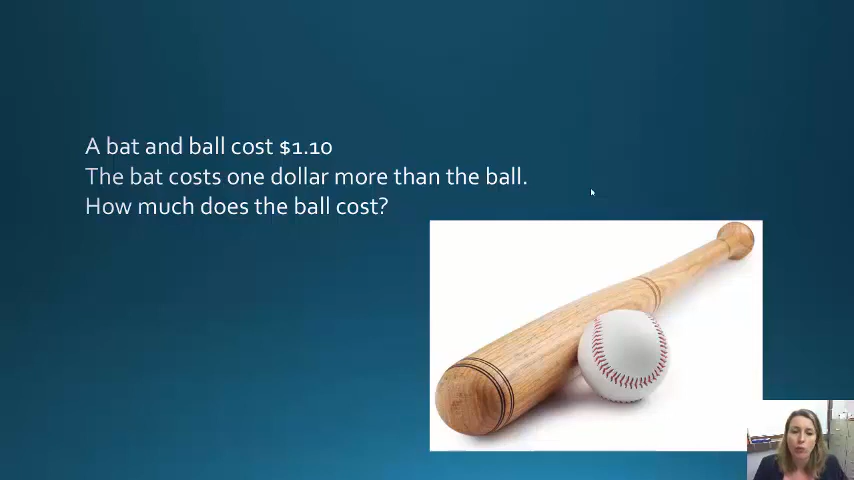 A bat and ball cost $1.10
The bat costs one dollar more than the ball.
How much does the ball cost?